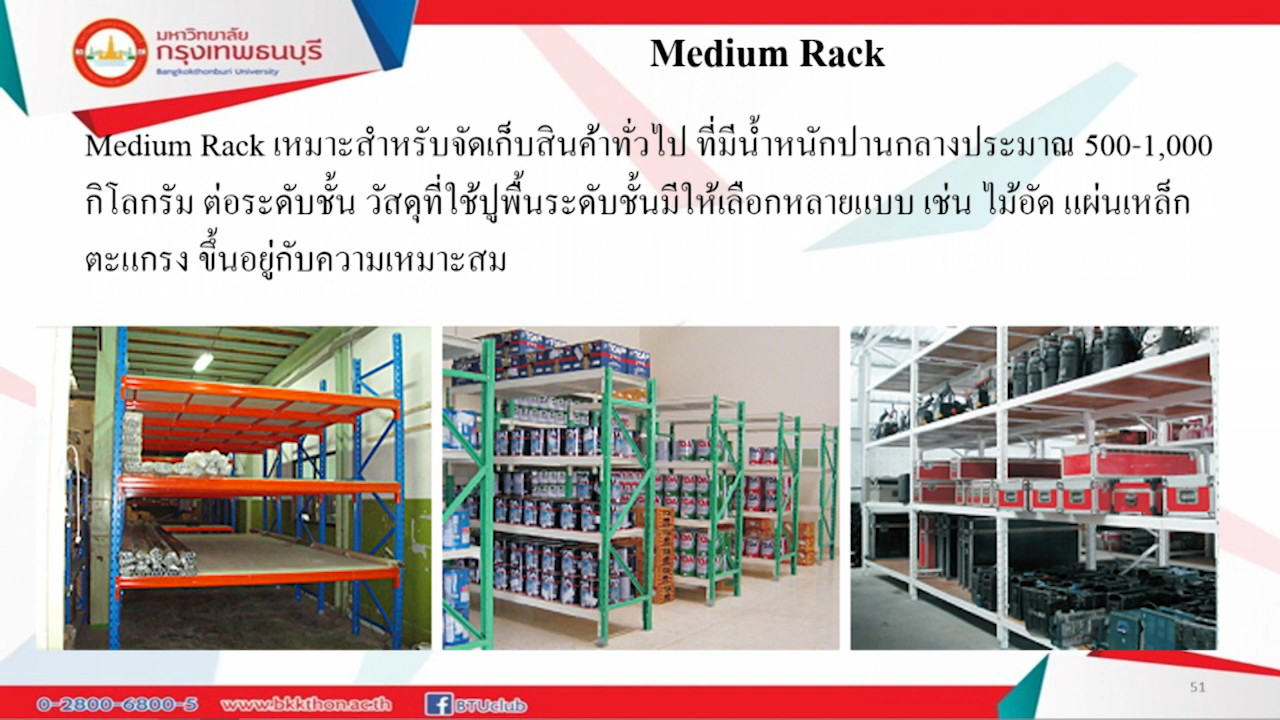 มหาวิทยาลัย
กรุงเทพธนบุรี
Bangkokthonburi University
Medium Rack
Medium Rack เหมาะสำหรับจัดเก็บสินค้าทั่วไป ที่มีน้ำหนักปานกลางประมาณ 500-1,000
กิโลกรัม ต่อระดับชั้น วัสดุที่ใช้ปูพื้นระดับชั้นมีให้เลือกหลายแบบ เช่น ไม้อัด แผ่นเหล็ก
ตะแกรง ขึ้นอยู่กับความเหมาะสม
51
0-2800-6800-5 www.bkkthon.ac.th BTUclub